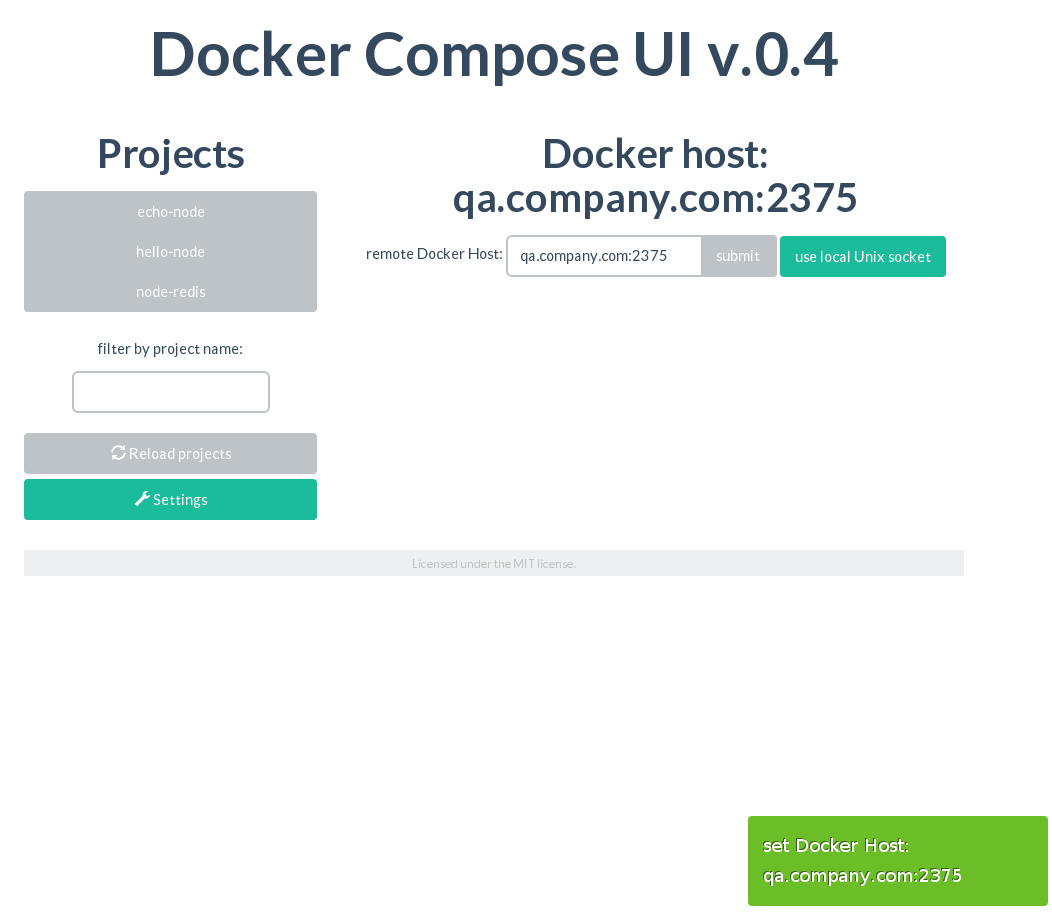 Docker Compose UI v.0.4
Projects
echo-node
hello-node
node-redis
filter by project name:
Reload projects
Settings
Docker host:
qa.company.com:2375
remote Docker Host: qa.company.com:2375 submit use local Unix socket
Licensed under the MIT license.
set Docker Host:
qa.company.com:2375